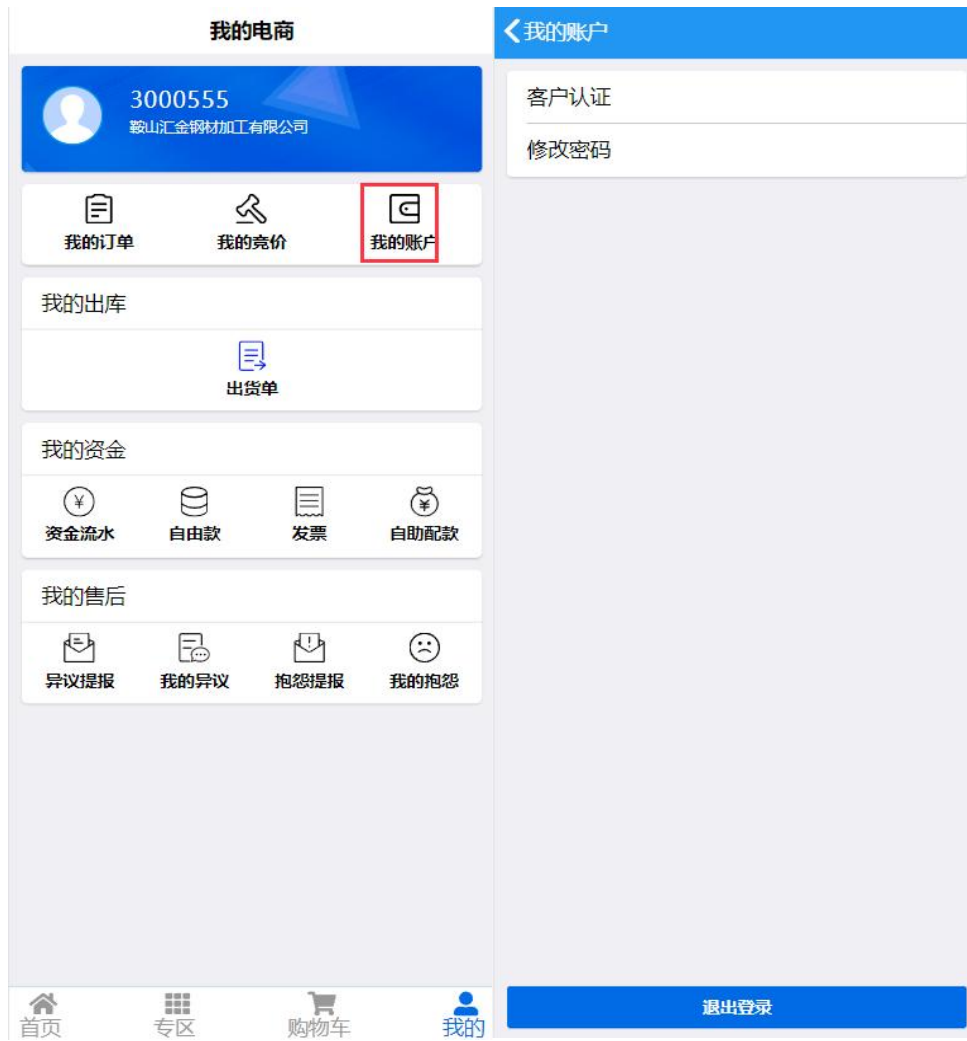 我的电商
3000555
鞍山汇金钢材加工有限公司
我的订单 我的竞价 我的账户
我的出库
出货单
我的资金
资金流水 自由款 发票 自助配款
我的售后
异议提报 我的异议 抱怨提报 我的抱怨
首页 专区 购物车 我的
我的账户
客户认证
修改密码
退出登录